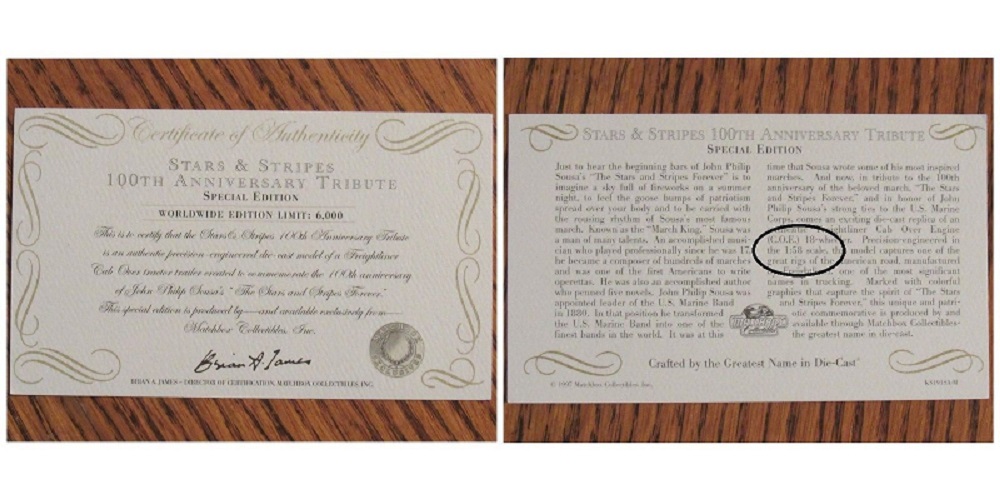 Certificate of Authenticity
STARS & STRIPES
100TH ANNIVERSARY TRIBUTE
SPECIAL EDITION
WORLDWIDE EDITION LIMIT: 6,000
This is to certify that the Stars & Stripes 100th Anniversary Tribute
is an authentic precision-engineered die-cast model of a Freightliner
Cab Over tractor trailer created to commemorate the 100th anniversary
of John Philip Sousa's "The Stars and Stripes Forever."
This special edition is produced by—and available exclusively from—
Matchbox Collectibles, Inc.
Brian A. James
BRIAN A. JAMES - DIRECTOR OF CERTIFICATION, MATCHBOX COLLECTIBLES, INC.
STARS & STRIPES 100TH ANNIVERSARY TRIBUTE
SPECIAL EDITION
Just to hear the beginning bars of John Philip
Sousa's "The Stars and Stripes Forever" is to
imagine a sky full of fireworks on a summer
night, to feel the goose bumps of patriotism
spread over your body and to be carried with
the rousing rhythm of Sousa's most famous
march. Known as the "March King," Sousa was
a man of many talents. An accomplished musi-
cian who played professionally since he was 17,
he became a composer of hundreds of marches
and was one of the first Americans to write
operettas. He was also an accomplished author
who penned five novels. John Philip Sousa was
appointed leader of the U.S. Marine Band
in 1880. In that position he transformed
the U.S. Marine Band into one of the
finest bands in the world. It was at this
time that Sousa wrote some of his most inspired
marches. And now, in tribute to the 100th
anniversary of the beloved march, "The Stars
and Stripes Forever," and in honor of John
Philip Sousa's strong ties to the U.S. Marine
Corps, comes an exciting die-cast replica of an
Freightliner Cab Over Engine
(C.O.E.) 18-wheeler. Precision-engineered in
the 1:58 scale, this model captures one of the
great rigs of the American road, manufactured
by Freightliner, one of the most significant
names in trucking. Marked with colorful
graphics that capture the spirit of "The Stars
and Stripes Forever," this unique and patri-
otic commemorative is produced by and
available through Matchbox Collectibles-
the greatest name in die-cast.
Crafted by the Greatest Name in Die-Cast
© 1997 Matchbox Collectibles, Inc.